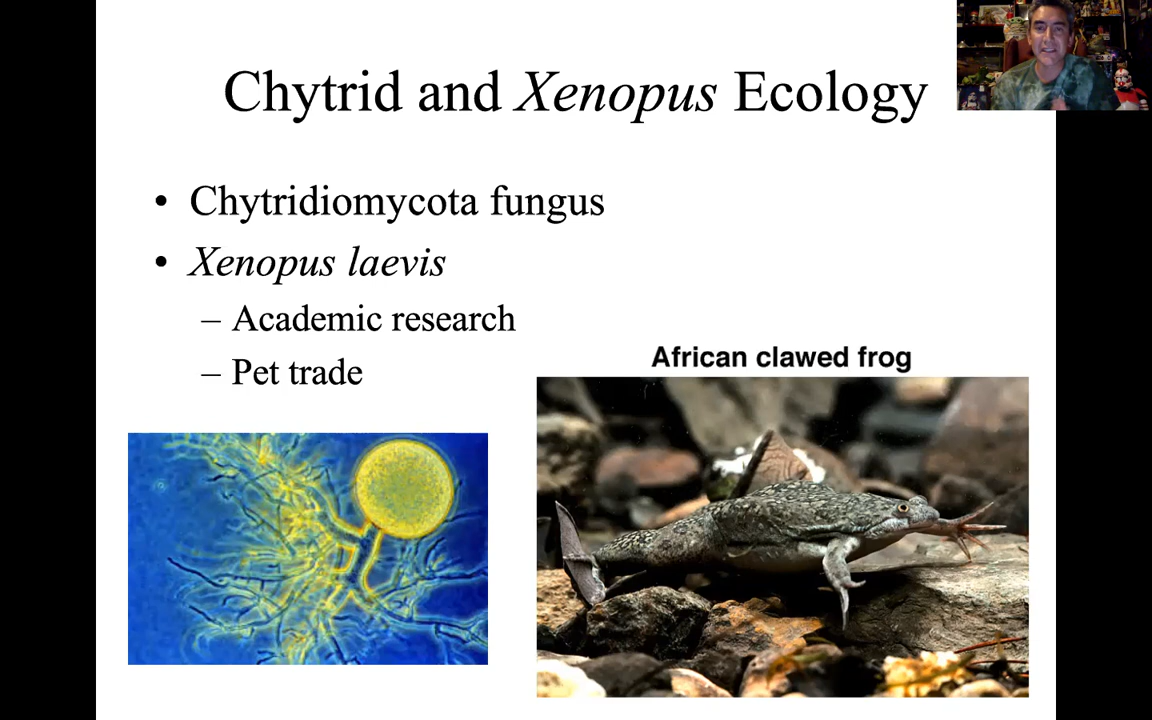 Chytrid and Xenopus Ecology
• Chytridiomycota fungus
• Xenopus laevis
– Academic research
– Pet trade
African clawed frog